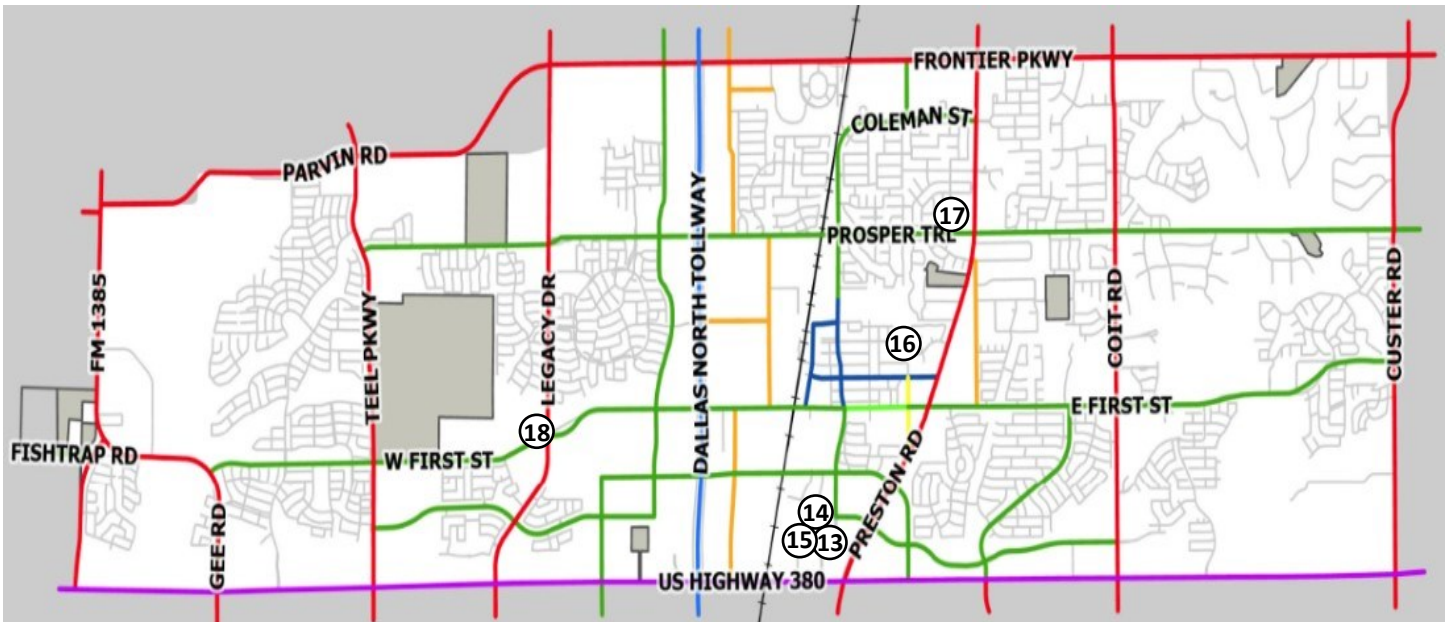 FRONTIER PKWY
COLEMAN ST
PARVIN RD
17
PROSPER TRL
FM 1385
TEEL PKWY
LEGACY DR
DALLAS NORTH TOLLWAY
COIT RD
CUSTER RD
16
E FIRST ST
18
FISHTRAP RD
W FIRST ST
PRESTON RD
14
15
13
GEE RD
US HIGHWAY 380